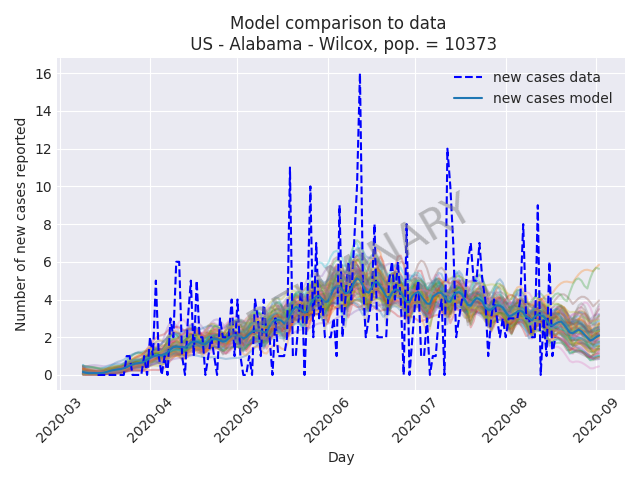 Model comparison to data
US - Alabama - Wilcox, pop. = 10373
new cases data
new cases model
Number of new cases reported
16
14
12
10
8
6
4
2
0
2020-03
2020-04
2020-05
2020-06
2020-07
2020-08
2020-09
Day